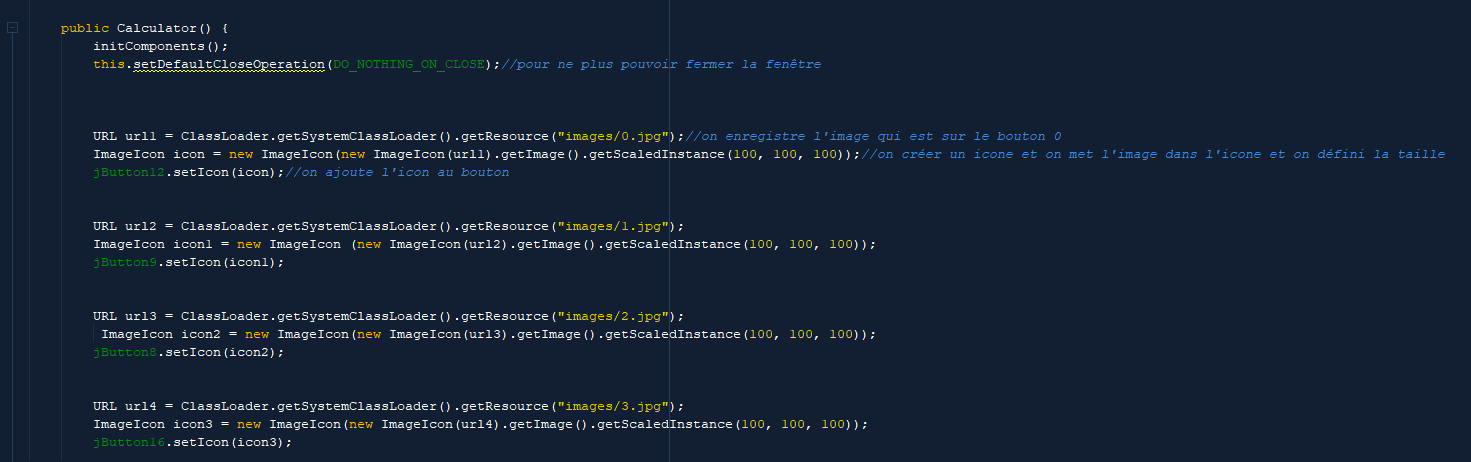 public Calculator() {
initComponents();
this.setDefaultCloseOperation(DO_NOTHING_ON_CLOSE);//pour ne plus pouvoir fermer la fenêtre
URL url1 = ClassLoader.getSystemClassLoader().getResource("images/0.jpg");//on enregistre l'image qui est sur le bouton 0
ImageIcon icon = new ImageIcon(new ImageIcon(url1).getImage().getScaledInstance(100, 100, 100));//on créer un icone et on met l'image dans l'icone et on défini la taille
jButton12.setIcon(icon);//on ajoute l'icon au bouton
URL url2 = ClassLoader.getSystemClassLoader().getResource("images/1.jpg");
ImageIcon icon1 = new ImageIcon (new ImageIcon(url2).getImage().getScaledInstance(100, 100, 100));
jButton9.setIcon(icon1);
URL url3 = ClassLoader.getSystemClassLoader().getResource("images/2.jpg");
ImageIcon icon2 = new ImageIcon(new ImageIcon(url3).getImage().getScaledInstance(100, 100, 100));
jButton8.setIcon(icon2);
URL url4 = ClassLoader.getSystemClassLoader().getResource("images/3.jpg");
ImageIcon icon3 = new ImageIcon(new ImageIcon(url4).getImage().getScaledInstance(100, 100, 100));
jButton16.setIcon(icon3);